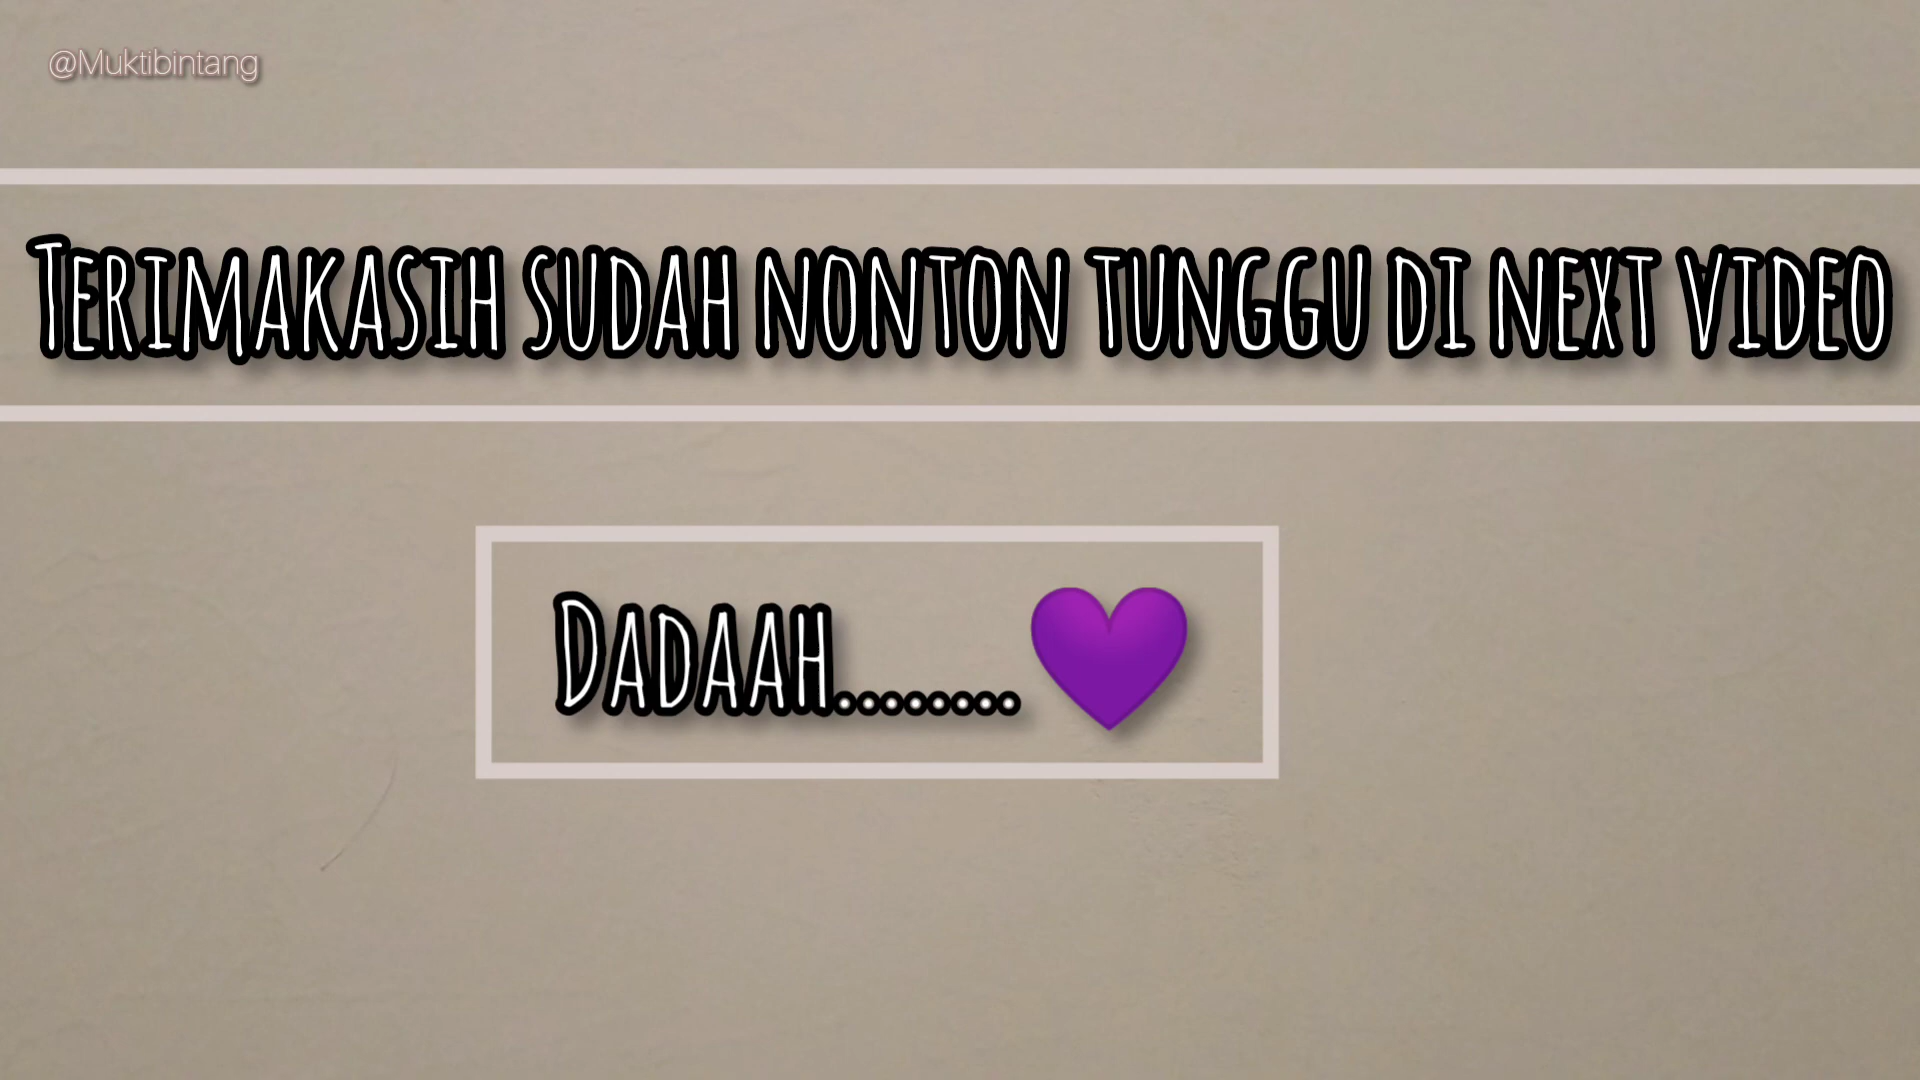 @Muktibintang
Terimakasih sudah nonton tunggu di next video
Dadaah........💜